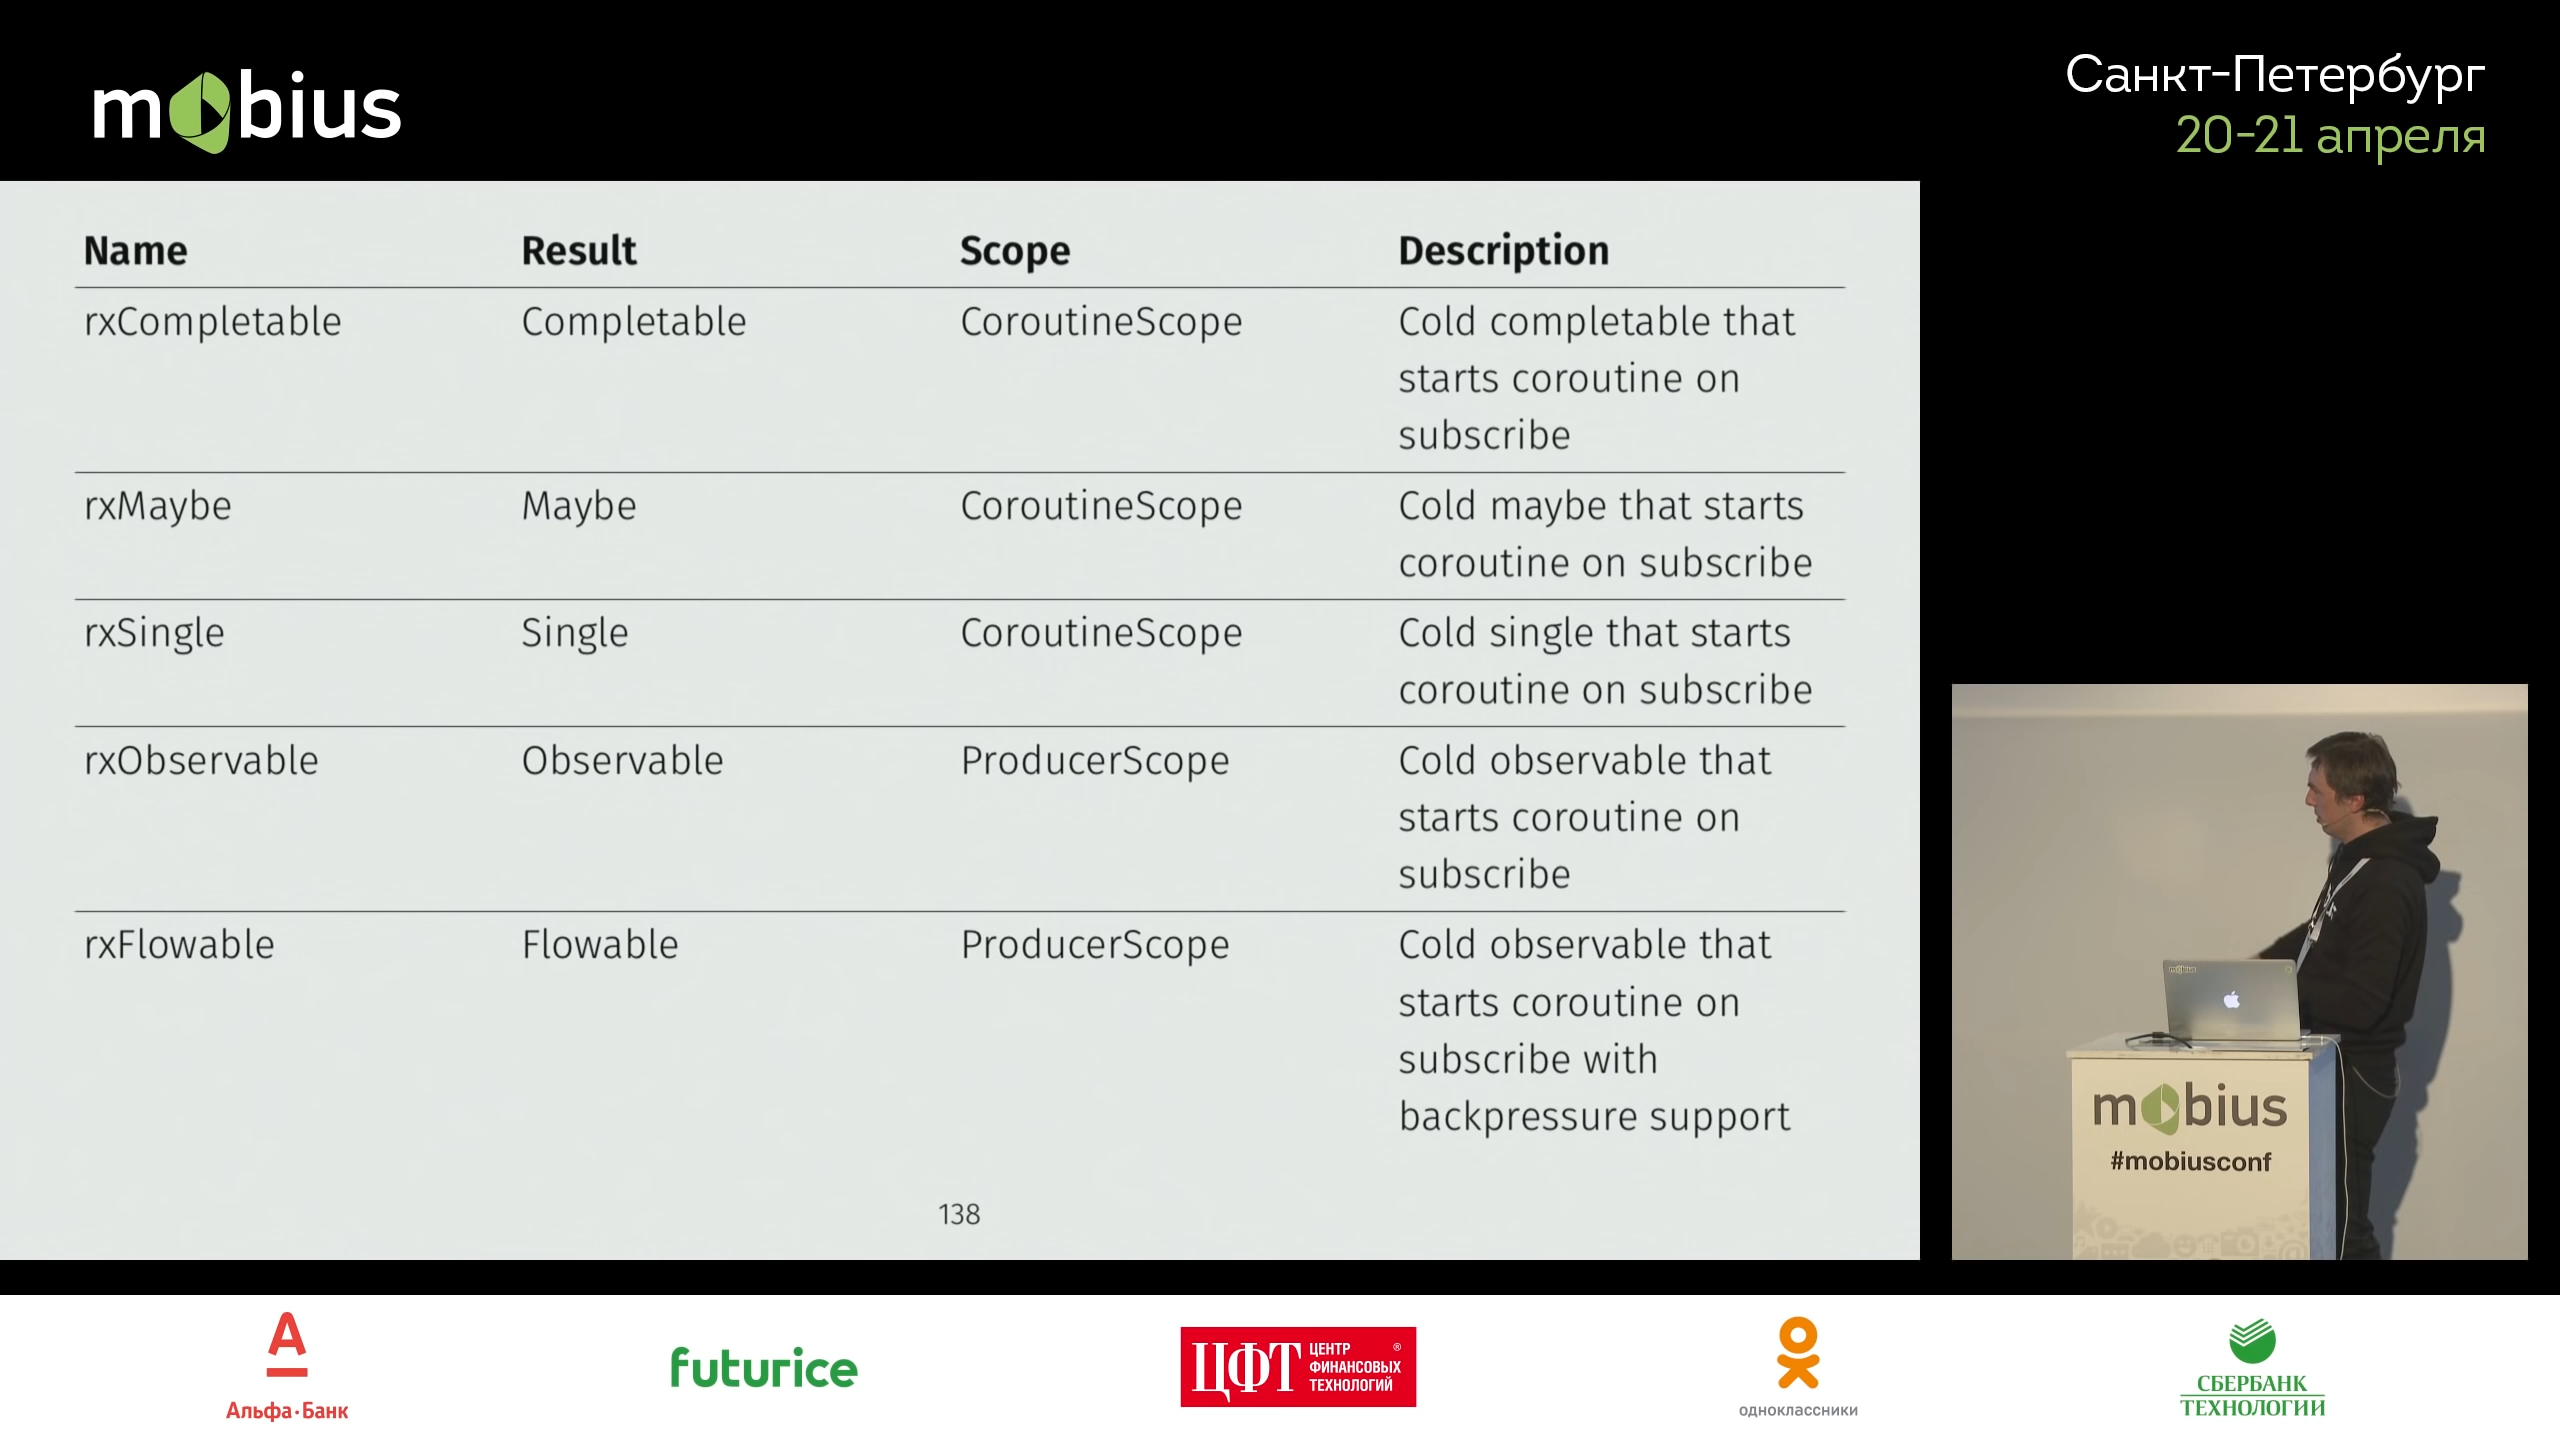 mobius
Санкт-Петербург
20-21 апреля
Name Result Scope Description
rxCompletable Completable CoroutineScope Cold completable that
starts coroutine on
subscribe
rxMaybe Maybe CoroutineScope Cold maybe that starts
coroutine on subscribe
rxSingle Single CoroutineScope Cold single that starts
coroutine on subscribe
rxObservable Observable ProducerScope Cold observable that
starts coroutine on
subscribe
rxFlowable Flowable ProducerScope Cold observable that
starts coroutine on
subscribe with
backpressure support
138
mobius
mobius
#mobiusconf
Альфа·Банк
futurice
ЦФТ ЦЕНТР ®
ФИНАНСОВЫХ
ТЕХНОЛОГИЙ
одноклассники
СБЕРБАНК
ТЕХНОЛОГИИ